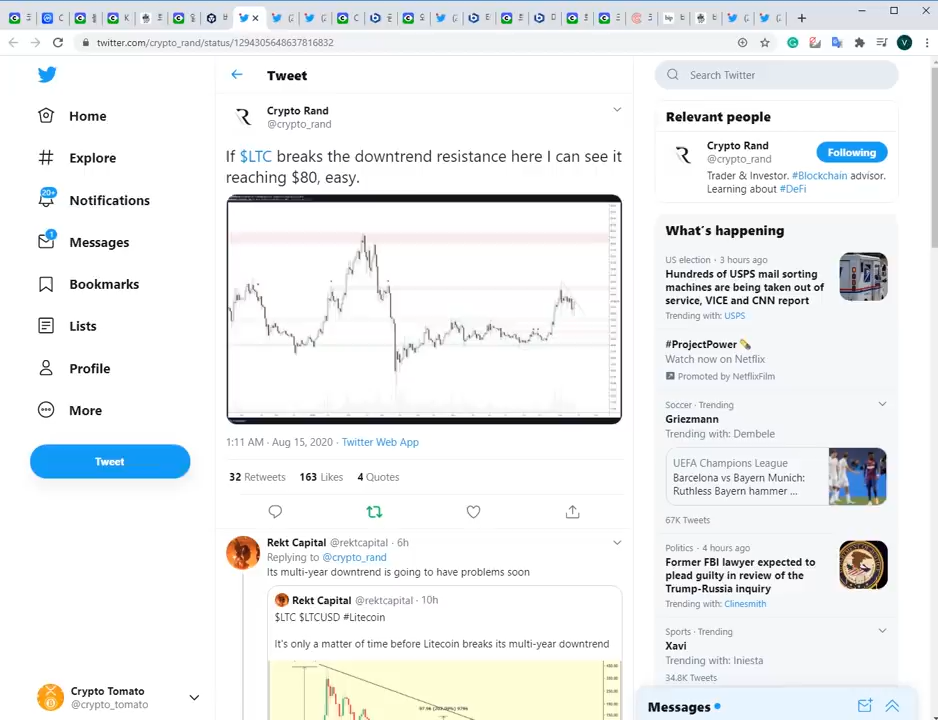 twitter.com/crypto_rand/status/1294305648637816832
Tweet
Search Twitter
Home
Explore
20+
Notifications
1
Messages
Bookmarks
Lists
Profile
More
Tweet
Crypto Tomato
@crypto_tomato
Crypto Rand
@crypto_rand
If $LTC breaks the downtrend resistance here I can see it
reaching $80, easy.
1:11 AM · Aug 15, 2020 · Twitter Web App
32 Retweets 163 Likes 4 Quotes
Rekt Capital @rektcapital · 6h
Replying to @crypto_rand
Its multi-year downtrend is going to have problems soon
Rekt Capital @rektcapital · 10h
$LTC $LTCUSD #Litecoin
It's only a matter of time before Litecoin breaks its multi-year downtrend
Relevant people
Crypto Rand
@crypto_rand
Following
Trader & Investor. #Blockchain advisor.
Learning about #DeFi
What's happening
US election · 3 hours ago
Hundreds of USPS mail sorting
machines are being taken out of
service, VICE and CNN report
Trending with: USPS
#ProjectPower
Watch now on Netflix
Promoted by NetflixFilm
Soccer · Trending
Griezmann
Trending with: Dembele
UEFA Champions League
Barcelona vs Bayern Munich:
Ruthless Bayern hammer ...
67K Tweets
Politics · 4 hours ago
Former FBI lawyer expected to
plead guilty in review of the
Trump-Russia inquiry
Trending with: Clinesmith
Sports · Trending
Xavi
Trending with: Iniesta
34.8K Tweets
Messages